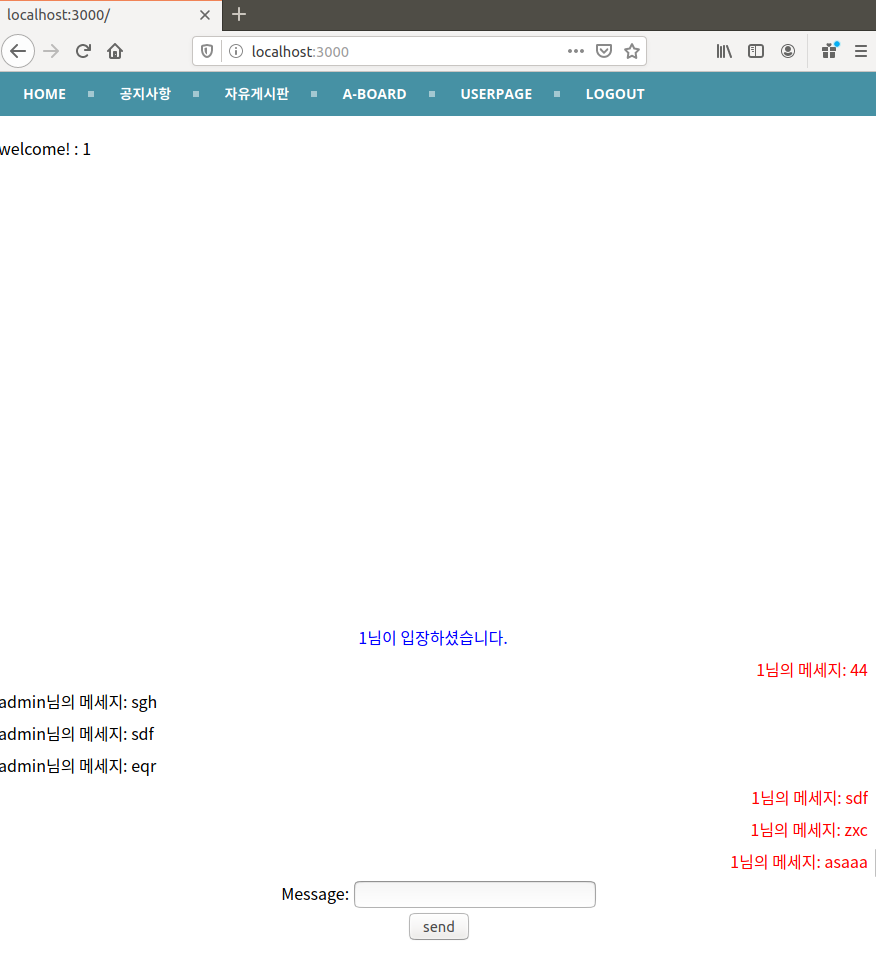 localhost:3000/
localhost:3000
HOME 공지사항 자유게시판 A-BOARD USERPAGE LOGOUT
welcome! : 1
1님이 입장하셨습니다.
1님의 메세지: 44
admin님의 메세지: sgh
admin님의 메세지: sdf
admin님의 메세지: eqr
1님의 메세지: sdf
1님의 메세지: zxc
1님의 메세지: asaaa
Message:
send